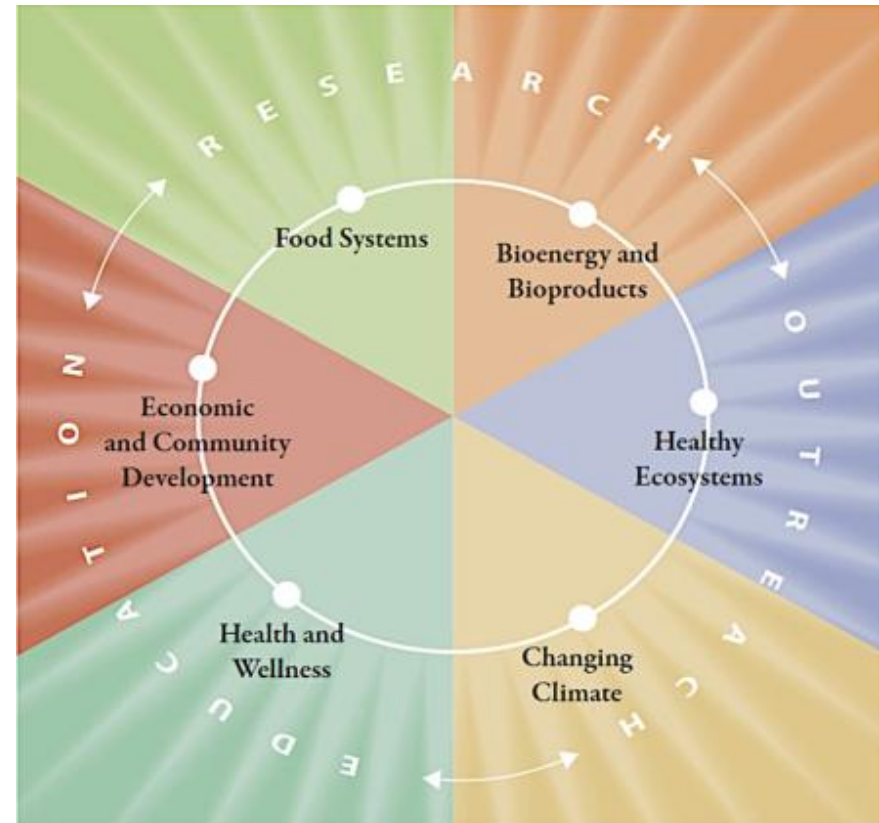 RESEARCH
Food Systems
Bioenergy and
Bioproducts
OUTREACH
Healthy
Ecosystems
Changing
Climate
EDUCATION
Health and
Wellness
Economic
and Community
Development